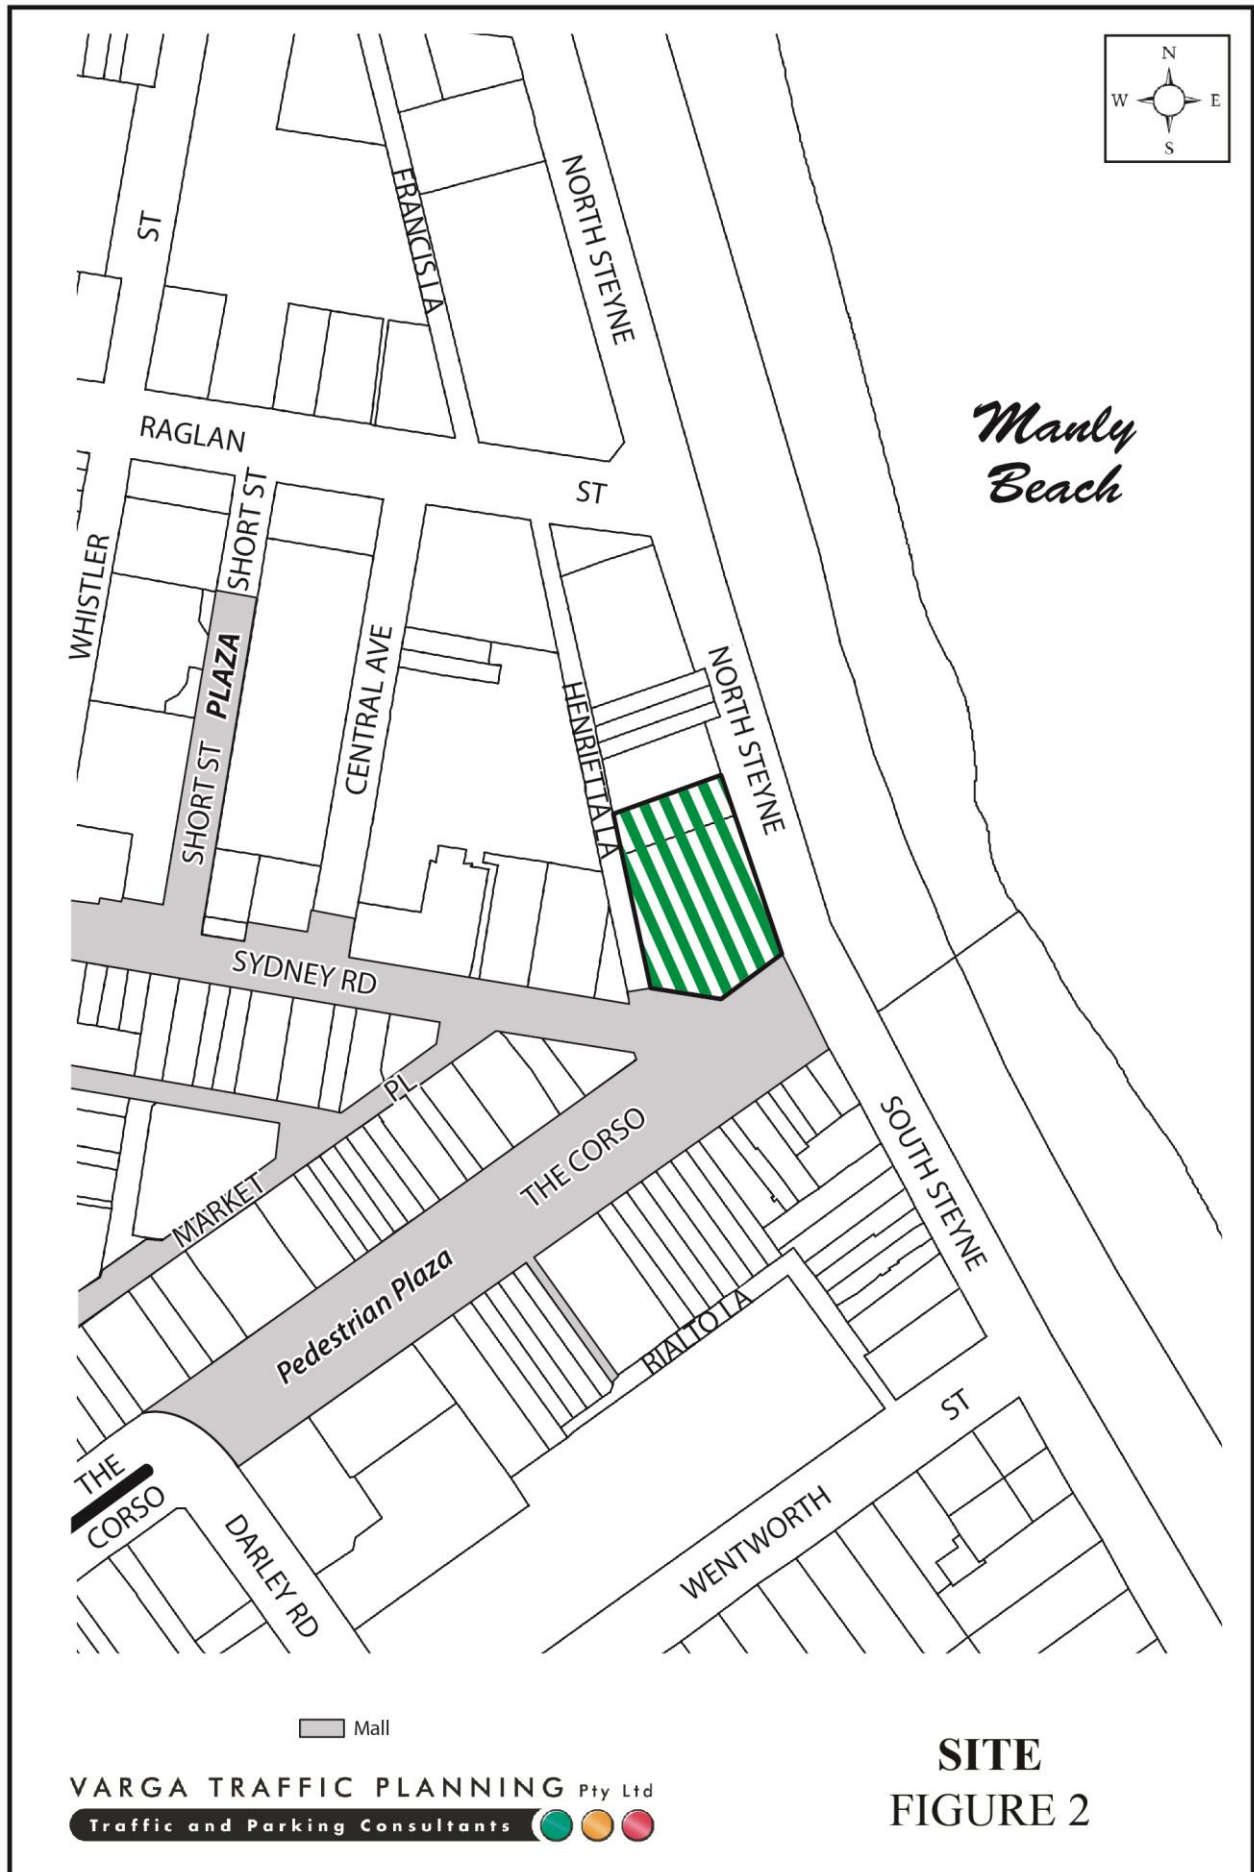 N
W E
S
ST
FRANCIS LA
NORTH STEYNE
Manly
Beach
RAGLAN
ST
SHORT ST
WHISTLER
SHORT ST PLAZA
CENTRAL AVE
HENRIETTA LA
NORTH STEYNE
SYDNEY RD
MARKET PL
THE CORSO
SOUTH STEYNE
Pedestrian Plaza
RIALTO LA
THE
CORSO
DARLEY RD
WENTWORTH ST
Mall
VARGA TRAFFIC PLANNING Pty Ltd
Traffic and Parking Consultants
SITE
FIGURE 2